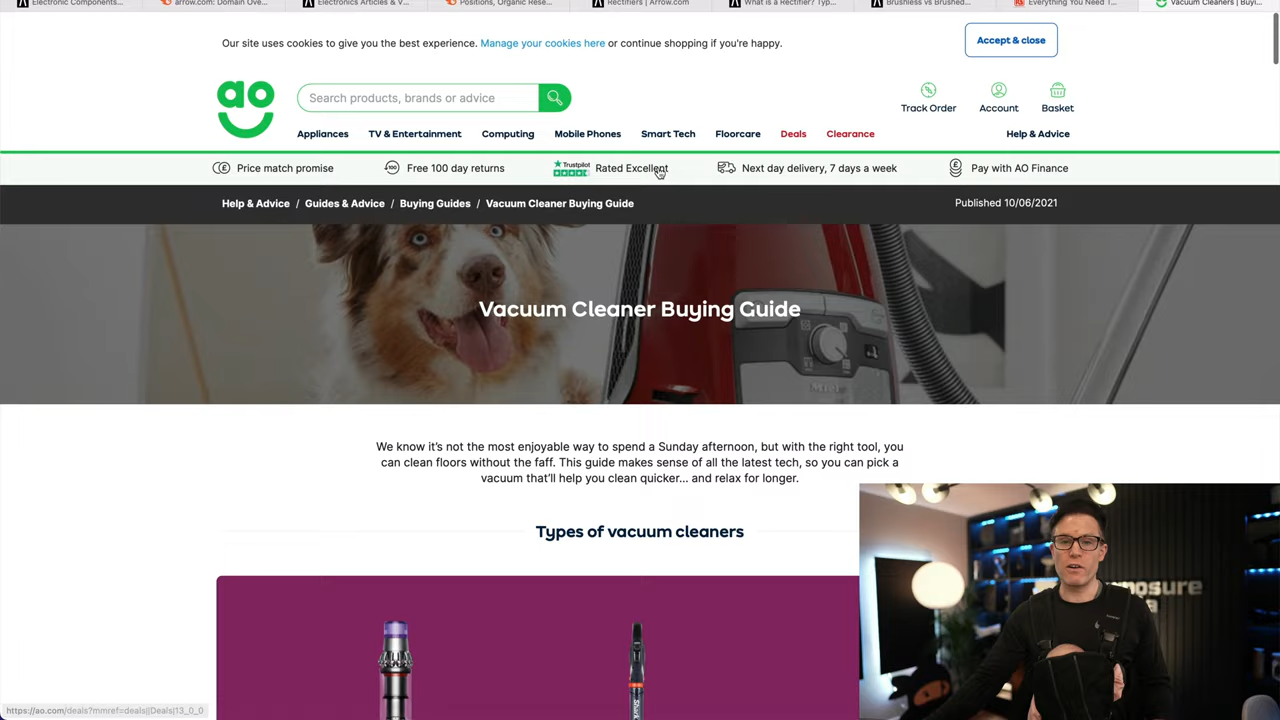 Electronic Components...
arrow.com: Domain Ove...
Electronics Articles & V...
Positions, Organic Rese...
Rectifiers | Arrow.com
What is a Rectifier? Typ...
Brushless vs Brushed...
Everything You Need T...
Vacuum Cleaners | Buyi...
Our site uses cookies to give you the best experience. Manage your cookies here or continue shopping if you're happy.
Accept & close
ao
Search products, brands or advice
Track Order
Account
Basket
Appliances
TV & Entertainment
Computing
Mobile Phones
Smart Tech
Floorcare
Deals
Clearance
Help & Advice
Price match promise
Free 100 day returns
Trustpilot
Rated Excellent
Next day delivery, 7 days a week
Pay with AO Finance
Help & Advice / Guides & Advice / Buying Guides / Vacuum Cleaner Buying Guide
Published 10/06/2021
Vacuum Cleaner Buying Guide
Miele
We know it's not the most enjoyable way to spend a Sunday afternoon, but with the right tool, you
can clean floors without the faff. This guide makes sense of all the latest tech, so you can pick a
vacuum that'll help you clean quicker... and relax for longer.
Types of vacuum cleaners
Shark
https://ao.com/deals?mmref=deals||Deals|13_0_0